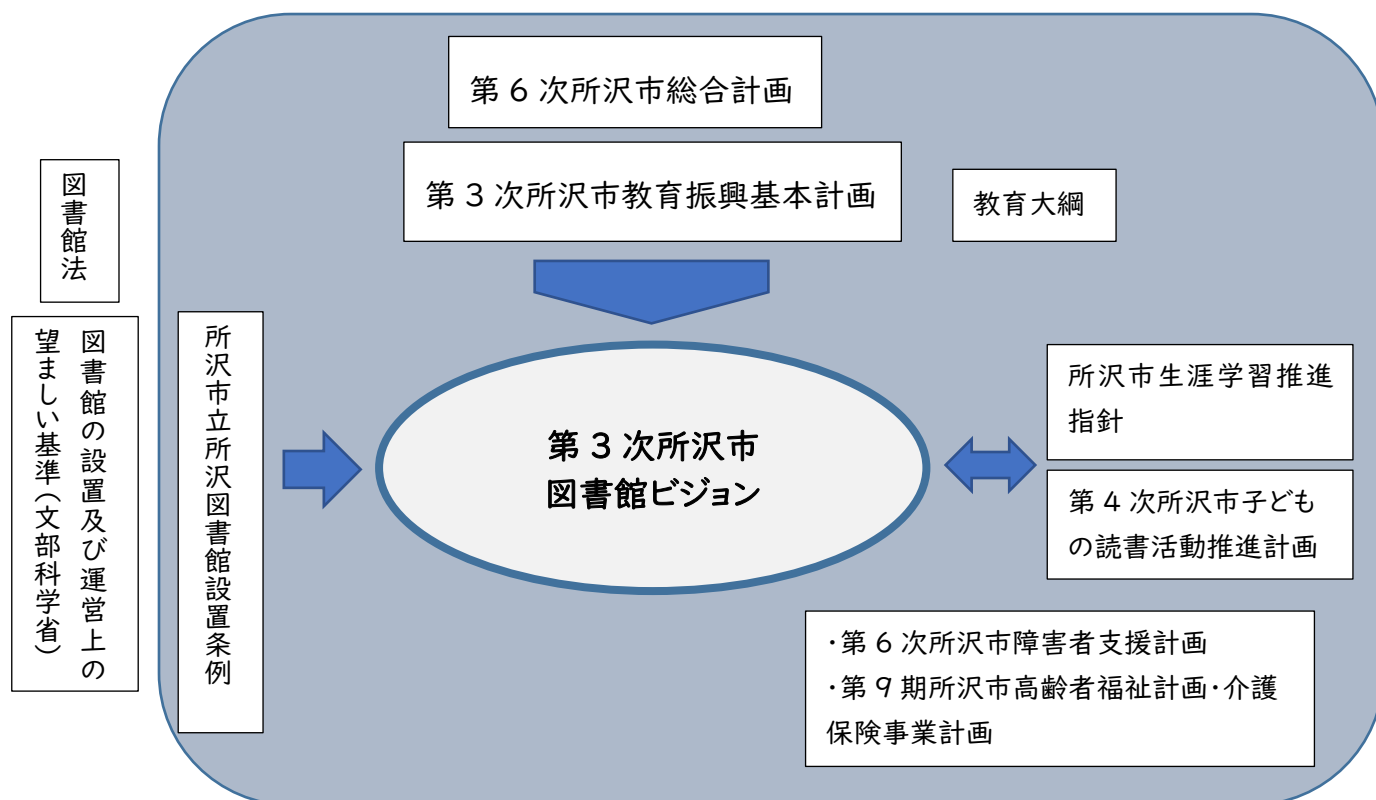 第6次所沢市総合計画
第3次所沢市教育振興基本計画
教育大綱
図書館法
図書館の設置及び運営上の
望ましい基準（文部科学省）
所沢市立所沢図書館設置条例
第3次所沢市
図書館ビジョン
所沢市生涯学習推進
指針
第4次所沢市子ども
の読書活動推進計画
・第6次所沢市障害者支援計画
・第9期所沢市高齢者福祉計画・介護
保険事業計画